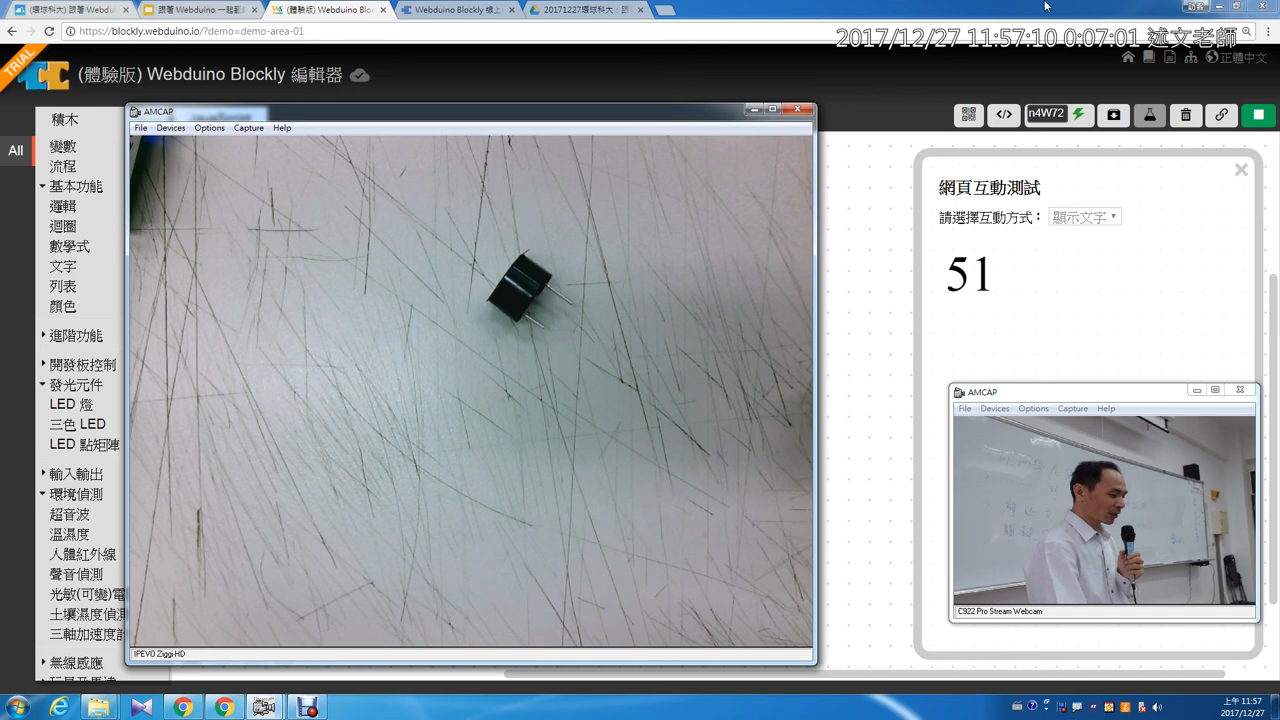 (環球科大) Webdu
跟著 Webduino 一起翻
(體驗版) Webduino Bloc
Webduino Blockly 線上
20171227環球科大：跟
訪客
https://blockly.webduino.io/?demo=demo-area-01
2017/12/27 11:57:10 0:07:01 述文老師
TRIAL
(體驗版) Webduino Blockly 編輯器
正體中文
n4W72
積木
All
變數
流程
基本功能
邏輯
迴圈
數學式
文字
列表
顏色
進階功能
開發板控制
發光元件
LED 燈
三色 LED
LED 點矩陣
輸入輸出
環境偵測
超音波
溫濕度
人體紅外線
聲音偵測
光敏(可變)電
土壤濕度偵測
三軸加速度計
無線感應
AMCAP
File Devices Options Capture Help
IPEVO Ziggi-HD
網頁互動測試
請選擇互動方式： 顯示文字
51
AMCAP
File Devices Options Capture Help
C922 Pro Stream Webcam
上午 11:57
2017/12/27